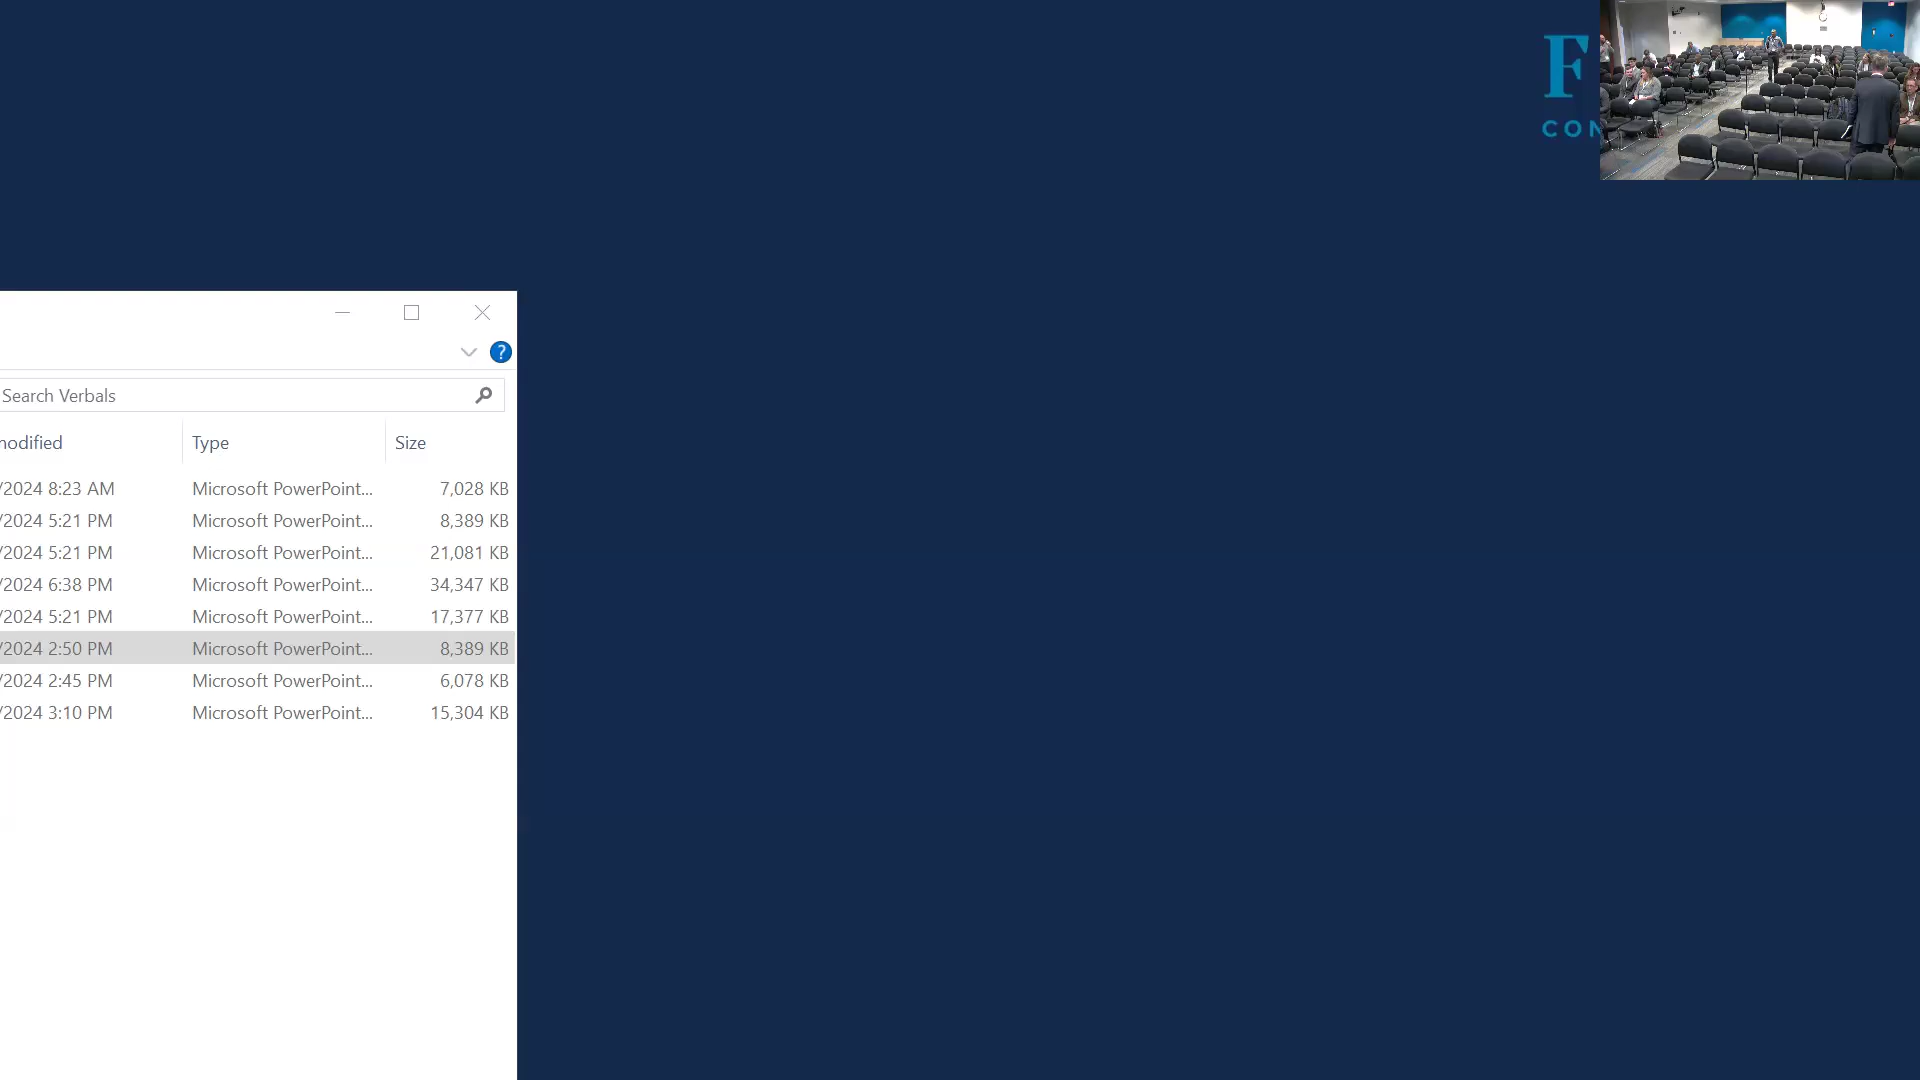 F
CON
?
Search Verbals
modified Type Size
/2024 8:23 AM Microsoft PowerPoint... 7,028 KB
/2024 5:21 PM Microsoft PowerPoint... 8,389 KB
/2024 5:21 PM Microsoft PowerPoint... 21,081 KB
/2024 6:38 PM Microsoft PowerPoint... 34,347 KB
/2024 5:21 PM Microsoft PowerPoint... 17,377 KB
/2024 2:50 PM Microsoft PowerPoint... 8,389 KB
/2024 2:45 PM Microsoft PowerPoint... 6,078 KB
/2024 3:10 PM Microsoft PowerPoint... 15,304 KB